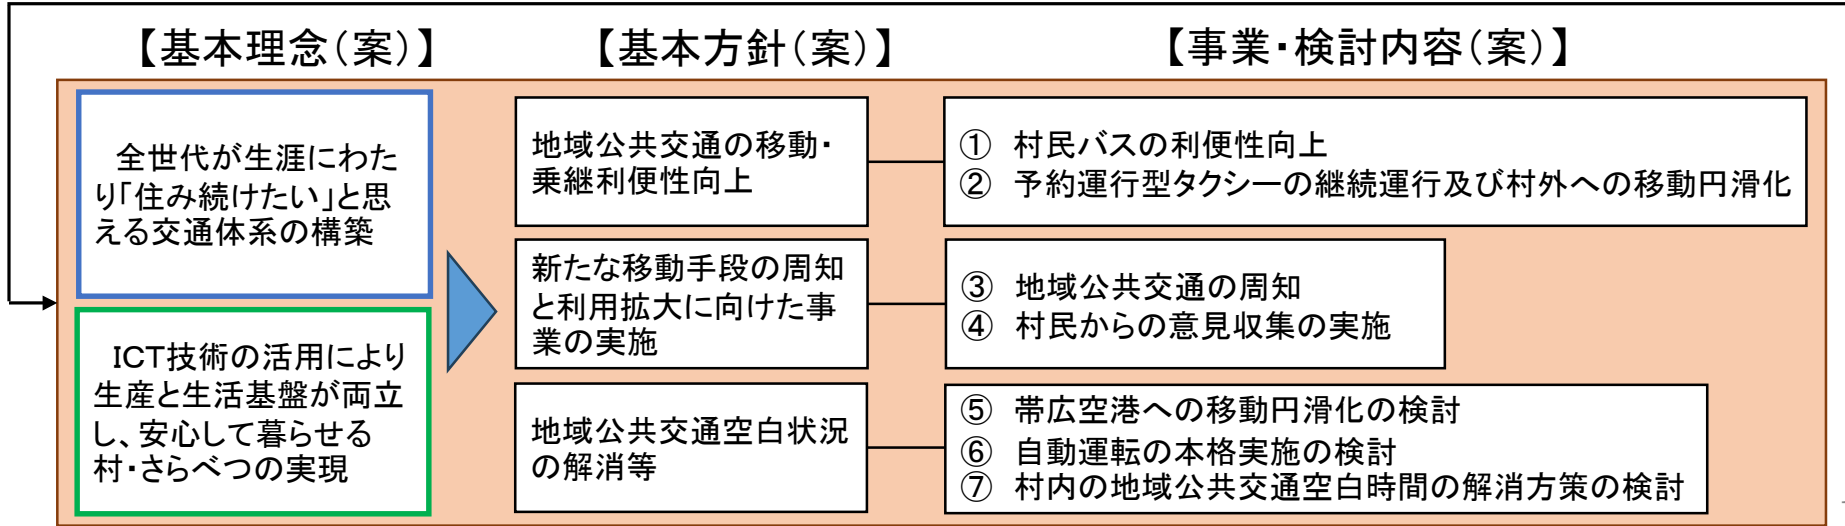 【基本理念(案)】
【基本方針(案)】
【事業・検討内容(案)】
全世代が生涯にわた
り「住み続けたい」と思
える交通体系の構築
ICT技術の活用により
生産と生活基盤が両立
し、安心して暮らせる
村・さらべつの実現
地域公共交通の移動・
乗継利便性向上
① 村民バスの利便性向上
② 予約運行型タクシーの継続運行及び村外への移動円滑化
新たな移動手段の周知
と利用拡大に向けた事
業の実施
③ 地域公共交通の周知
④ 村民からの意見収集の実施
地域公共交通空白状況
の解消等
⑤ 帯広空港への移動円滑化の検討
⑥ 自動運転の本格実施の検討
⑦ 村内の地域公共交通空白時間の解消方策の検討